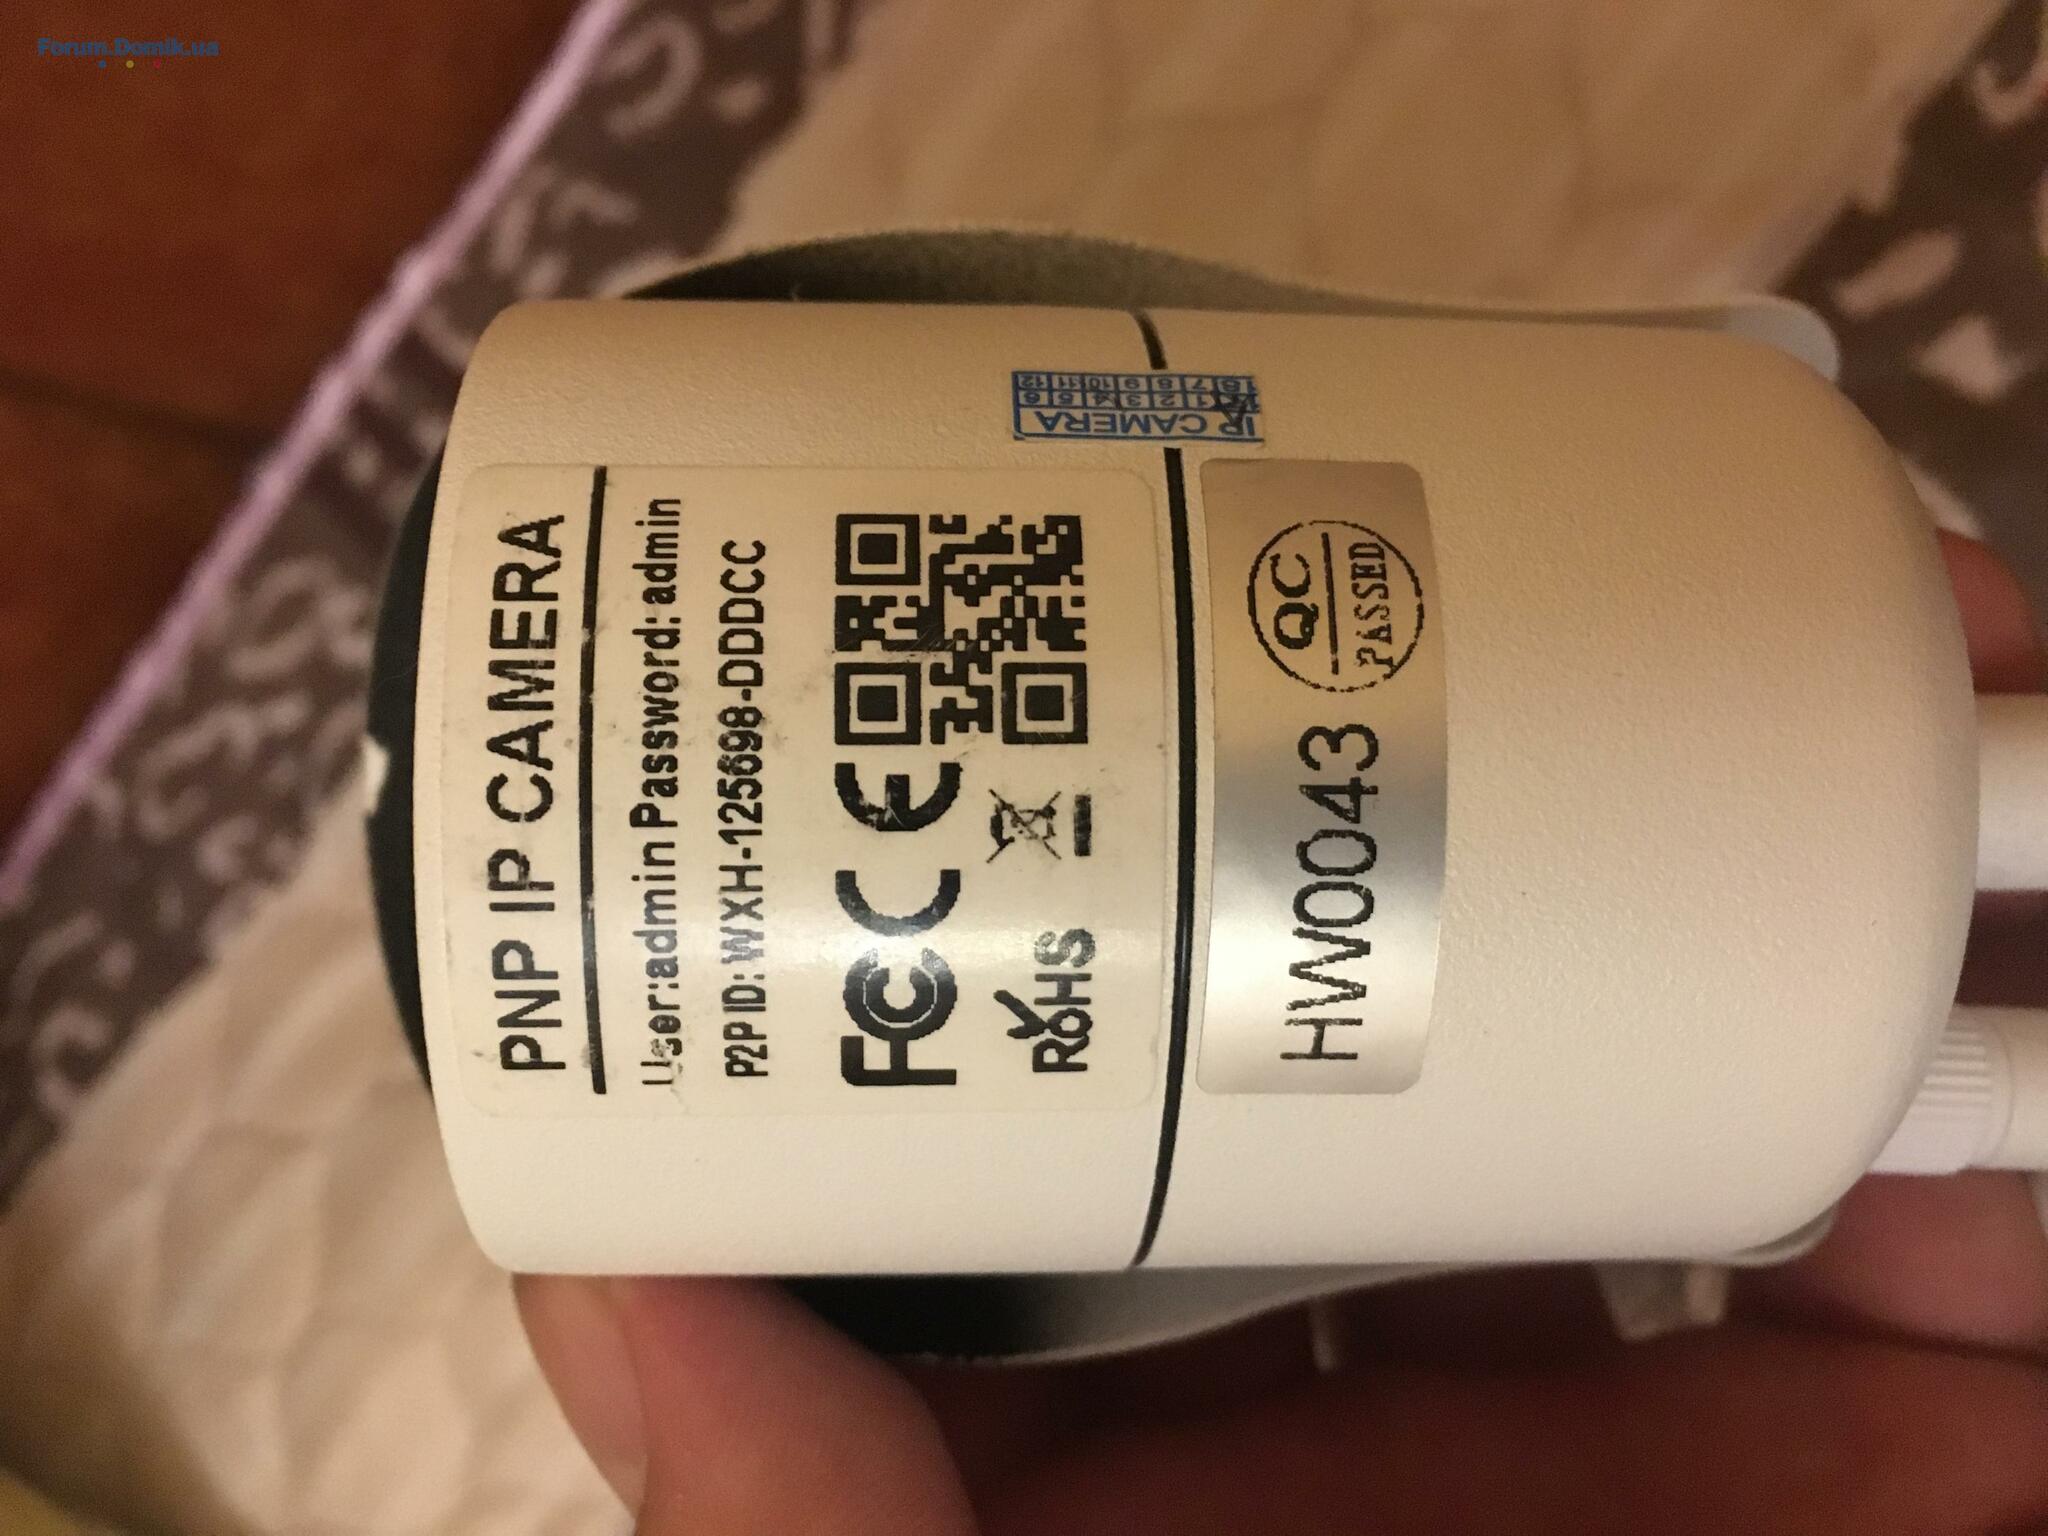 Forum.Domik.ua
PNP IP CAMERA
User:admin Password: admin
P2P ID: WXH-125698-DDDCC
FC CE
RoHS
HW0043
QC
PASSED
IP CAMERA
1 2 3 4 5 6
7 8 9 10 11 12